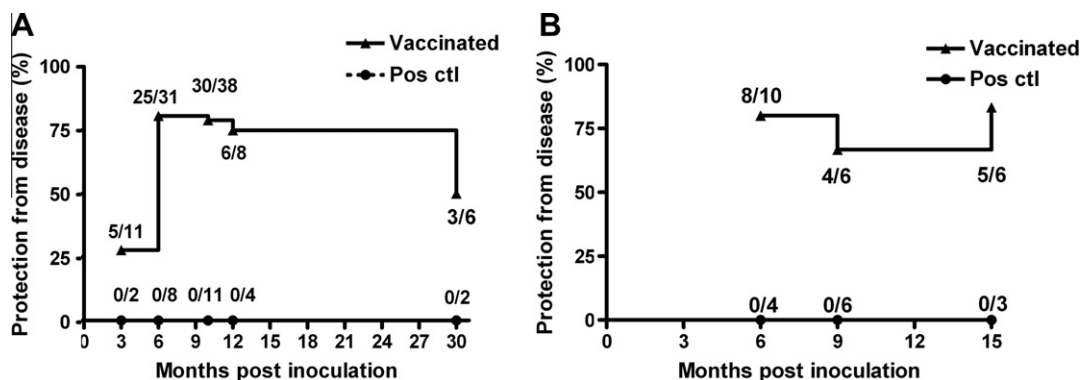 A
Vaccinated
Pos ctl
Protection from disease (%)
100
75
50
25
0
5/11
25/31
30/38
6/8
3/6
0/2
0/8
0/11
0/4
0/2
0 3 6 9 12 15 18 21 24 27 30
Months post inoculation
B
Vaccinated
Pos ctl
Protection from disease (%)
100
75
50
25
0
8/10
4/6
5/6
0/4
0/6
0/3
0 3 6 9 12 15
Months post inoculation